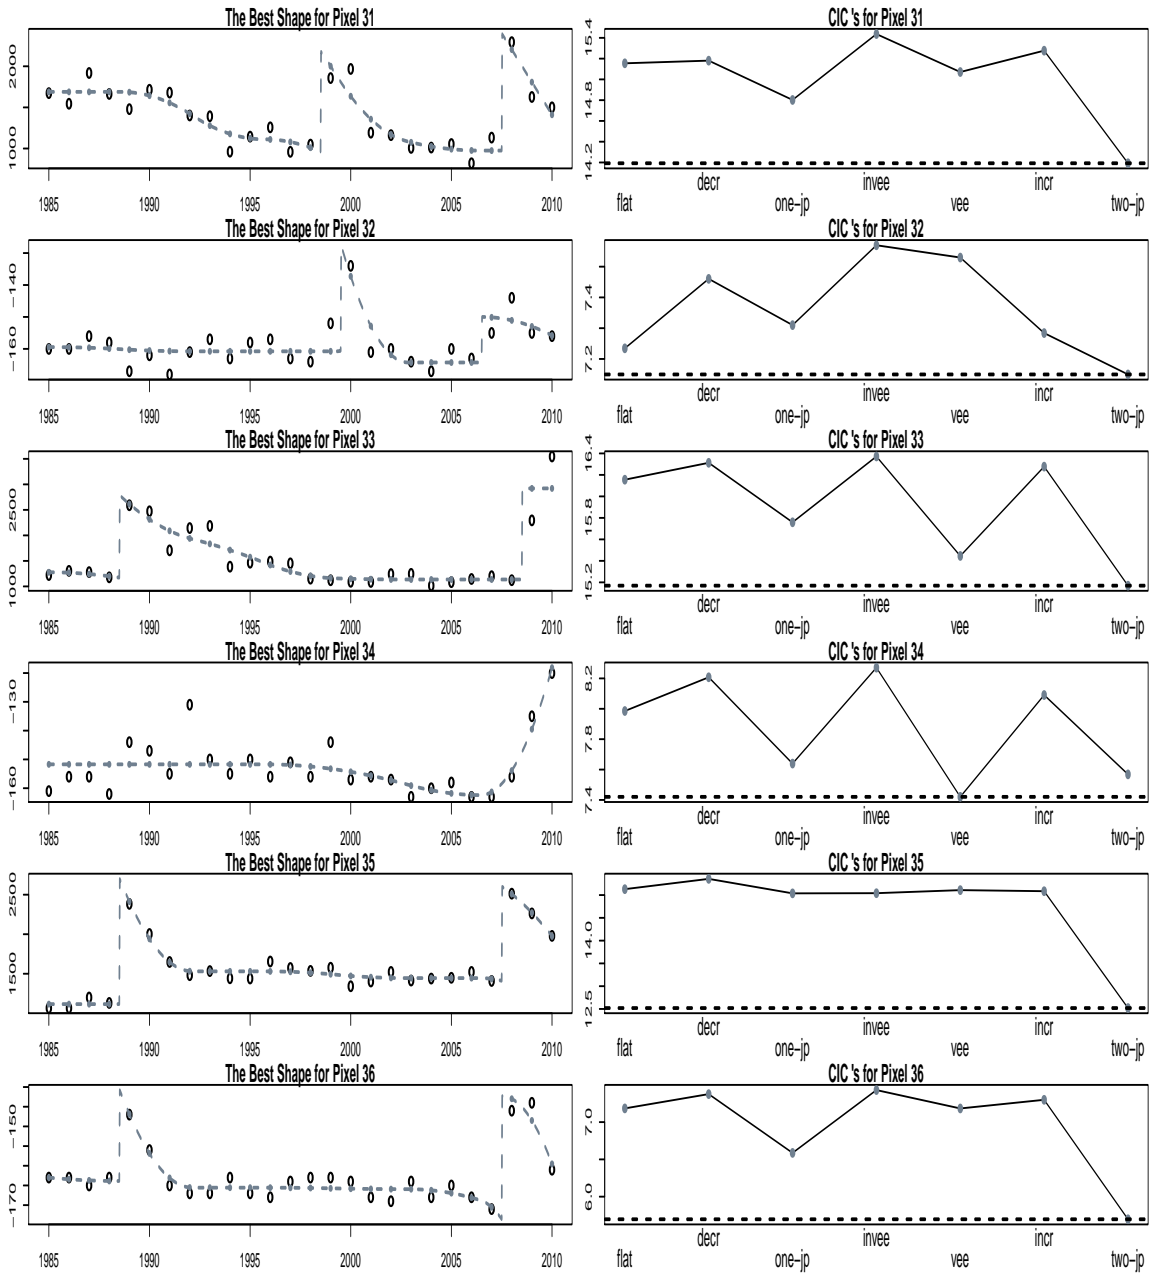 The Best Shape for Pixel 31
2000
1000
1985 1990 1995 2000 2005 2010
CIC 's for Pixel 31
15.4
14.8
14.2
flat decr one−jp invee vee incr two−jp
The Best Shape for Pixel 32
−140
−160
1985 1990 1995 2000 2005 2010
CIC 's for Pixel 32
7.4
7.2
flat decr one−jp invee vee incr two−jp
The Best Shape for Pixel 33
2500
1000
1985 1990 1995 2000 2005 2010
CIC 's for Pixel 33
16.4
15.8
15.2
flat decr one−jp invee vee incr two−jp
The Best Shape for Pixel 34
−130
−160
1985 1990 1995 2000 2005 2010
CIC 's for Pixel 34
8.2
7.8
7.4
flat decr one−jp invee vee incr two−jp
The Best Shape for Pixel 35
2500
1500
1985 1990 1995 2000 2005 2010
CIC 's for Pixel 35
14.0
12.5
flat decr one−jp invee vee incr two−jp
The Best Shape for Pixel 36
−150
−170
1985 1990 1995 2000 2005 2010
CIC 's for Pixel 36
7.0
6.0
flat decr one−jp invee vee incr two−jp